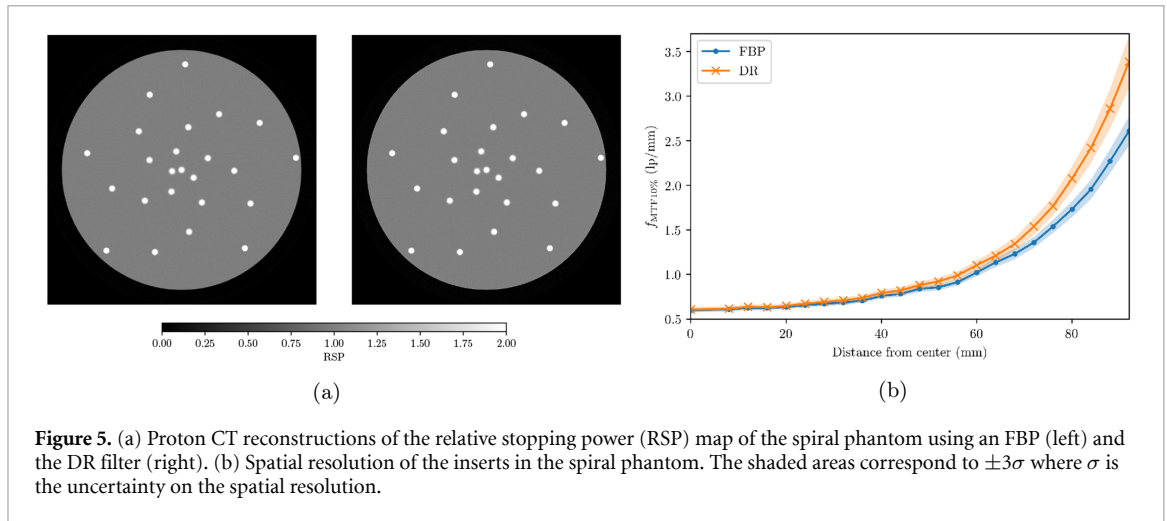 0.00 0.25 0.50 0.75 1.00 1.25 1.50 1.75 2.00
RSP
(a)
FBP
DR
3.5
3.0
2.5
2.0
1.5
1.0
0.5
f_MTF10% (lp/mm)
0 20 40 60 80
Distance from center (mm)
(b)
Figure 5. (a) Proton CT reconstructions of the relative stopping power (RSP) map of the spiral phantom using an FBP (left) and
the DR filter (right). (b) Spatial resolution of the inserts in the spiral phantom. The shaded areas correspond to ±3σ where σ is
the uncertainty on the spatial resolution.